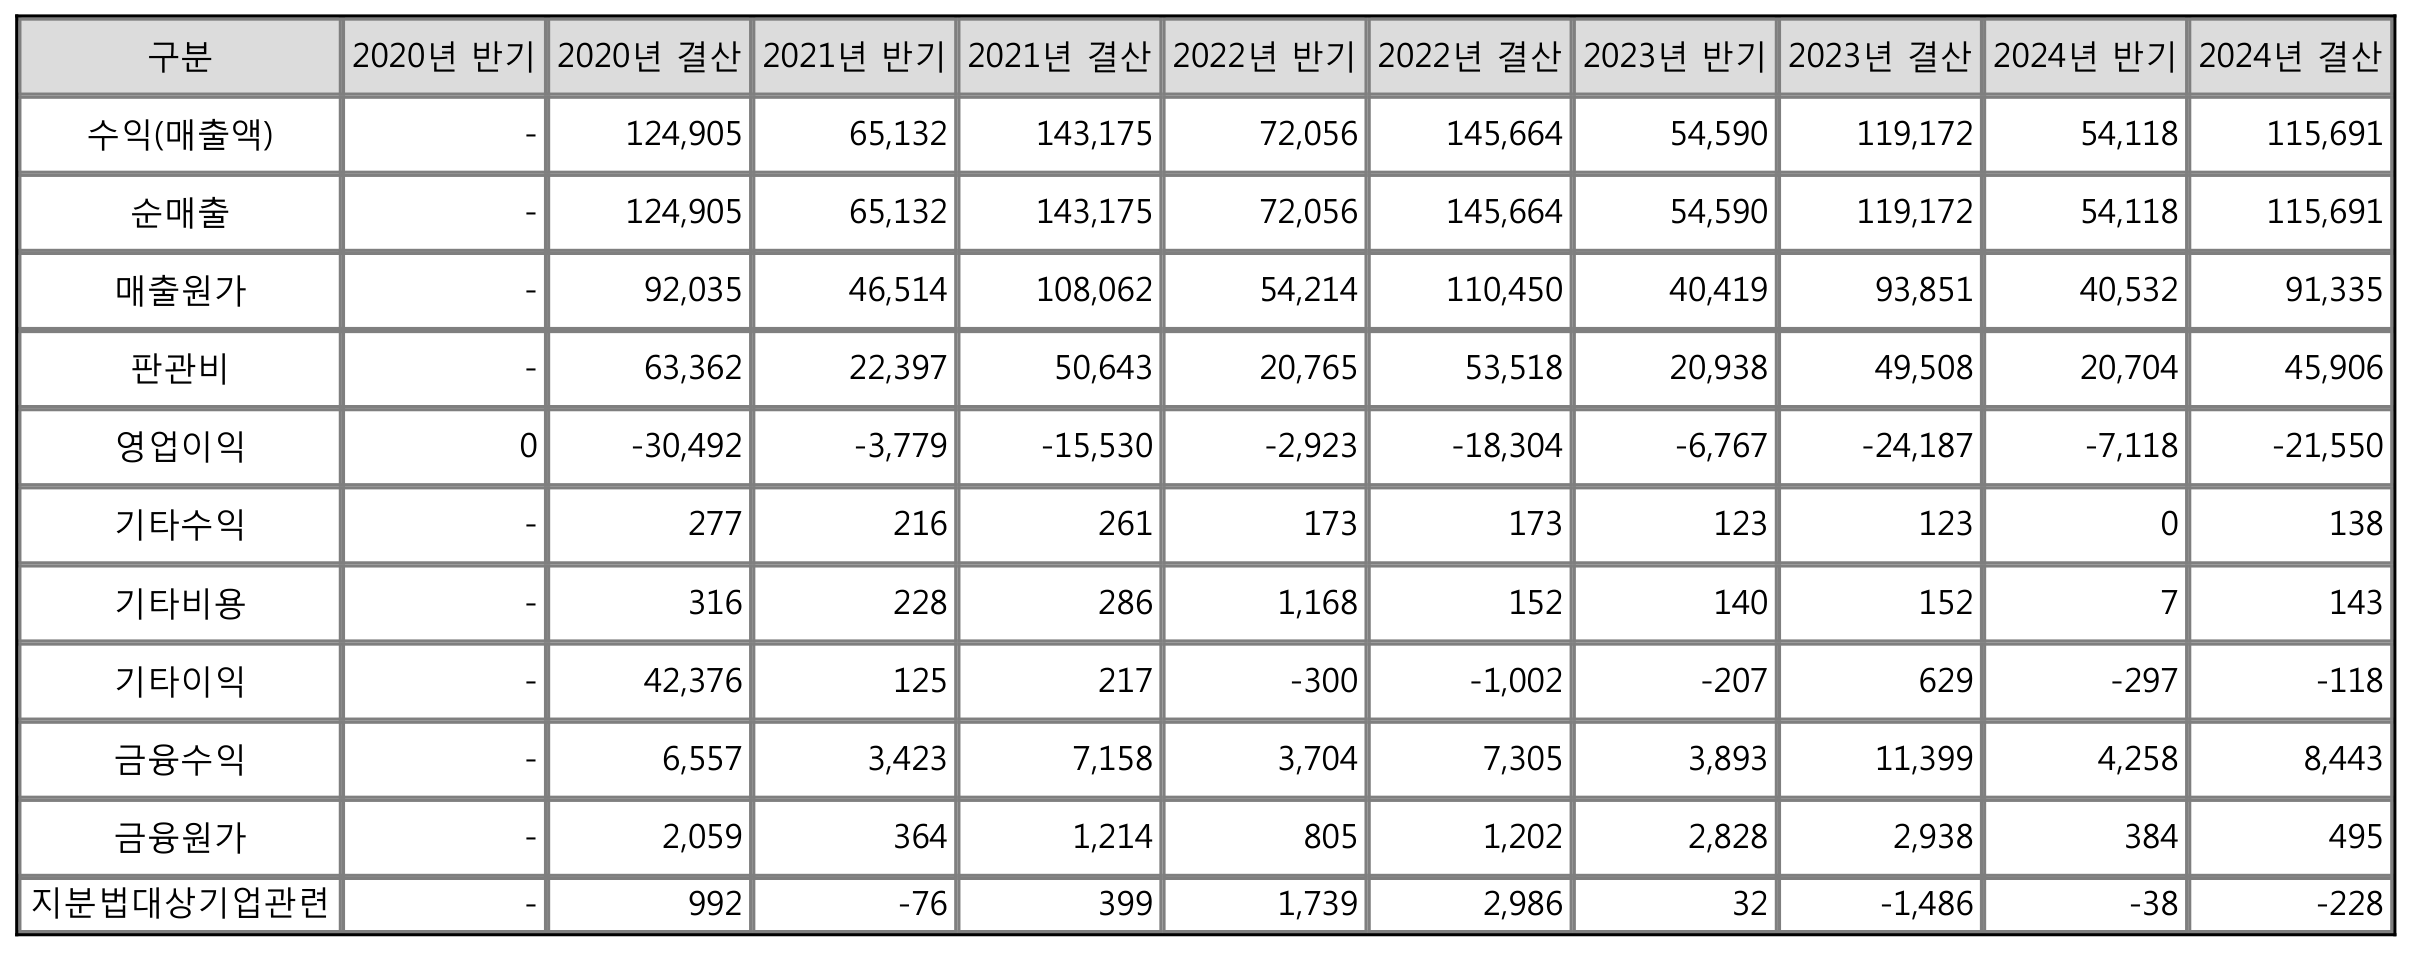 구분 2020년 반기 2020년 결산 2021년 반기 2021년 결산 2022년 반기 2022년 결산 2023년 반기 2023년 결산 2024년 반기 2024년 결산
수익(매출액) - 124,905 65,132 143,175 72,056 145,664 54,590 119,172 54,118 115,691
순매출 - 124,905 65,132 143,175 72,056 145,664 54,590 119,172 54,118 115,691
매출원가 - 92,035 46,514 108,062 54,214 110,450 40,419 93,851 40,532 91,335
판관비 - 63,362 22,397 50,643 20,765 53,518 20,938 49,508 20,704 45,906
영업이익 0 -30,492 -3,779 -15,530 -2,923 -18,304 -6,767 -24,187 -7,118 -21,550
기타수익 - 277 216 261 173 173 123 123 0 138
기타비용 - 316 228 286 1,168 152 140 152 7 143
기타이익 - 42,376 125 217 -300 -1,002 -207 629 -297 -118
금융수익 - 6,557 3,423 7,158 3,704 7,305 3,893 11,399 4,258 8,443
금융원가 - 2,059 364 1,214 805 1,202 2,828 2,938 384 495
지분법대상기업관련 - 992 -76 399 1,739 2,986 32 -1,486 -38 -228